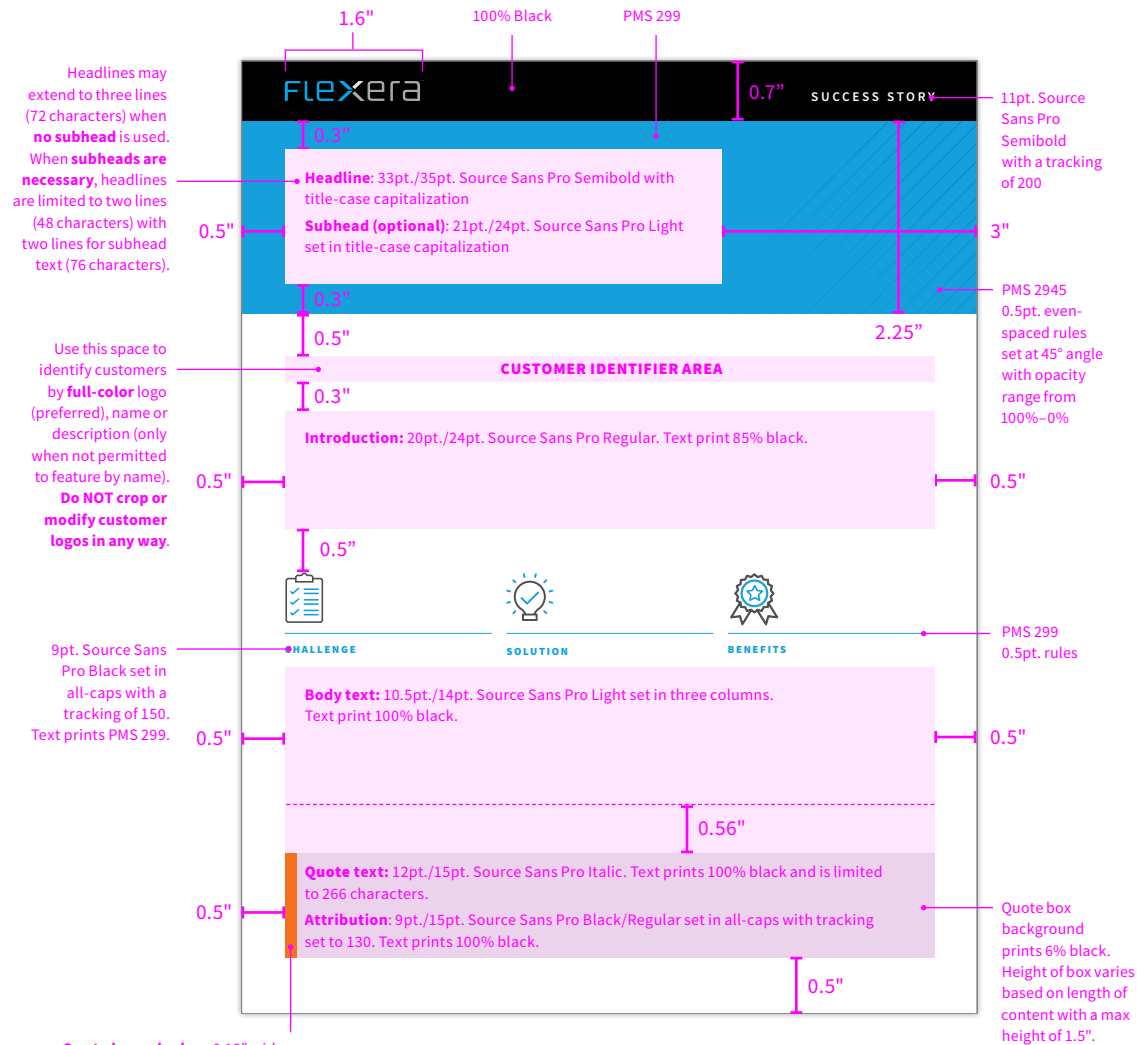 1.6"
100% Black
PMS 299
Headlines may
extend to three lines
(72 characters) when
no subhead is used.
When subheads are
necessary, headlines
are limited to two lines
(48 characters) with
two lines for subhead
text (76 characters).
FLEXERA
0.7"
SUCCESS STORY
11pt. Source
Sans Pro
Semibold
with a tracking
of 200
0.3"
Headline: 33pt./35pt. Source Sans Pro Semibold with
title-case capitalization
Subhead (optional): 21pt./24pt. Source Sans Pro Light
set in title-case capitalization
0.5"
3"
0.3"
2.25”
PMS 2945
0.5pt. even-
spaced rules
set at 45° angle
with opacity
range from
100%–0%
0.5"
Use this space to
identify customers
by full-color logo
(preferred), name or
description (only
when not permitted
to feature by name).
Do NOT crop or
modify customer
logos in any way.
CUSTOMER IDENTIFIER AREA
0.3"
Introduction: 20pt./24pt. Source Sans Pro Regular. Text print 85% black.
0.5"
0.5"
0.5”
CHALLENGE
SOLUTION
BENEFITS
PMS 299
0.5pt. rules
9pt. Source Sans
Pro Black set in
all-caps with a
tracking of 150.
Text prints PMS 299.
Body text: 10.5pt./14pt. Source Sans Pro Light set in three columns.
Text print 100% black.
0.5"
0.5"
0.56"
Quote text: 12pt./15pt. Source Sans Pro Italic. Text prints 100% black and is limited
to 266 characters.
Attribution: 9pt./15pt. Source Sans Pro Black/Regular set in all-caps with tracking
set to 130. Text prints 100% black.
0.5"
Quote box
background
prints 6% black.
Height of box varies
based on length of
content with a max
height of 1.5".
0.5"